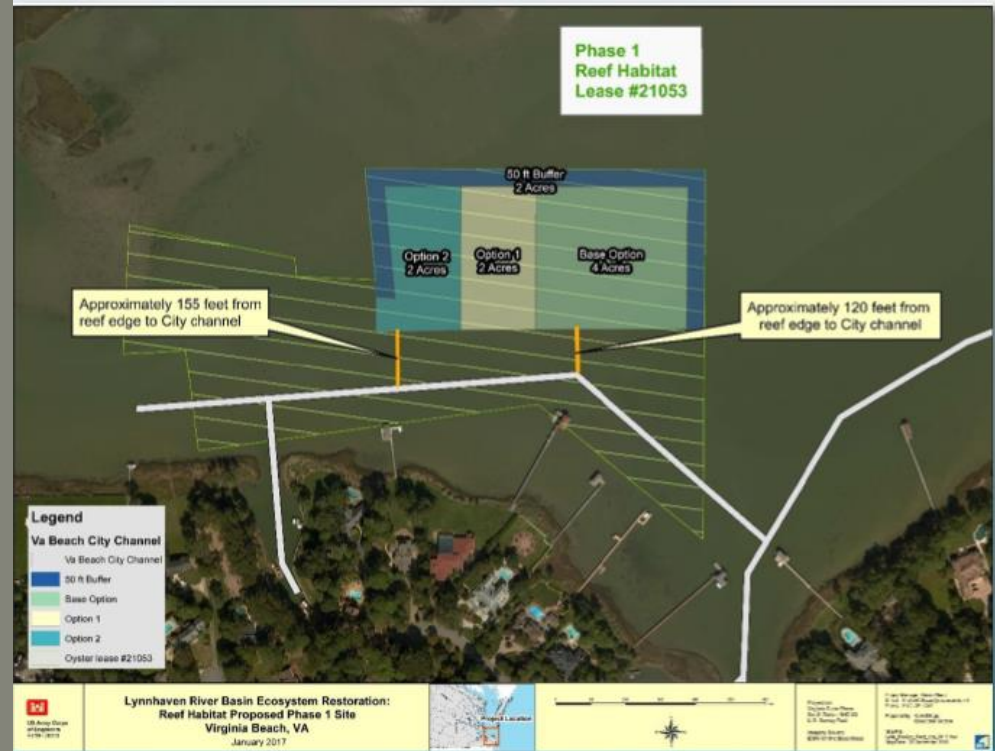 Phase 1
Reef Habitat
Lease #21053
50 ft Buffer
2 Acres
Option 2
2 Acres
Option 1
2 Acres
Base Option
4 Acres
Approximately 155 feet from
reef edge to City channel
Approximately 120 feet from
reef edge to City channel
Legend
Va Beach City Channel
Va Beach City Channel
50 ft Buffer
Base Option
Option 1
Option 2
Oyster lease #21053
US Army Corps
of Engineers
Lynnhaven River Basin Ecosystem Restoration:
Reef Habitat Proposed Phase 1 Site
Virginia Beach, VA
January 2017
Project Location